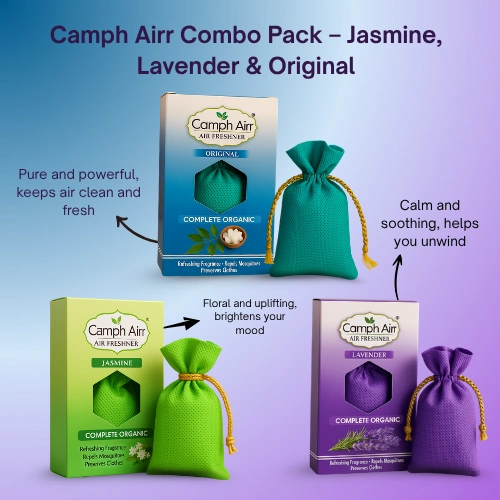 Camph Airr Combo Pack – Jasmine,
Lavender & Original
Camph Airr®
AIR FRESHNER
ORIGINAL
COMPLETE ORGANIC
Refreshing Fragrance • Repels Mosquitoes
Preserves Clothes
Pure and powerful,
keeps air clean and
fresh
Calm and
soothing, helps
you unwind
Floral and uplifting,
brightens your
mood
Camph Airr®
AIR FRESHNER
JASMINE
COMPLETE ORGANIC
Refreshing Fragrance
Repels Mosquitoes
Preserves Clothes
Camph Airr®
AIR FRESHNER
LAVENDER
COMPLETE ORGANIC
Refreshing Fragrance • Repels Mosquitoes
Preserves Clothes